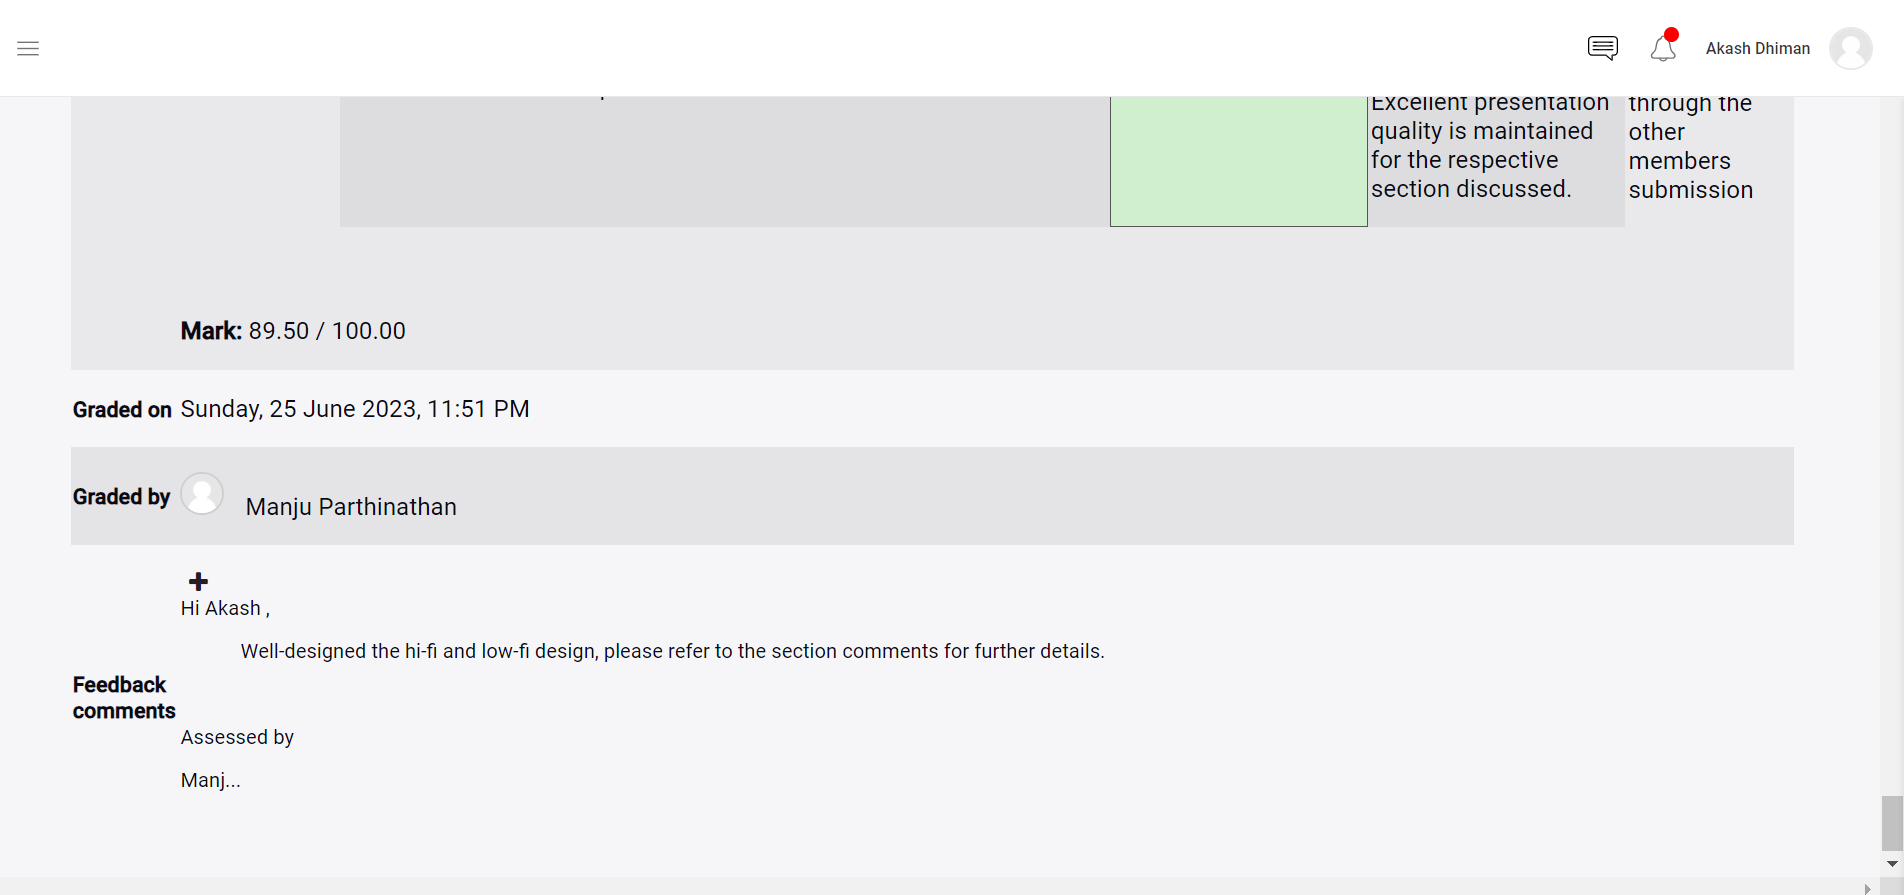 Akash Dhiman
Excellent presentation
quality is maintained
for the respective
section discussed.
through the
other
members
submission
Mark: 89.50 / 100.00
Graded on Sunday, 25 June 2023, 11:51 PM
Graded by Manju Parthinathan
Hi Akash ,
Well-designed the hi-fi and low-fi design, please refer to the section comments for further details.
Feedback
comments
Assessed by
Manj...